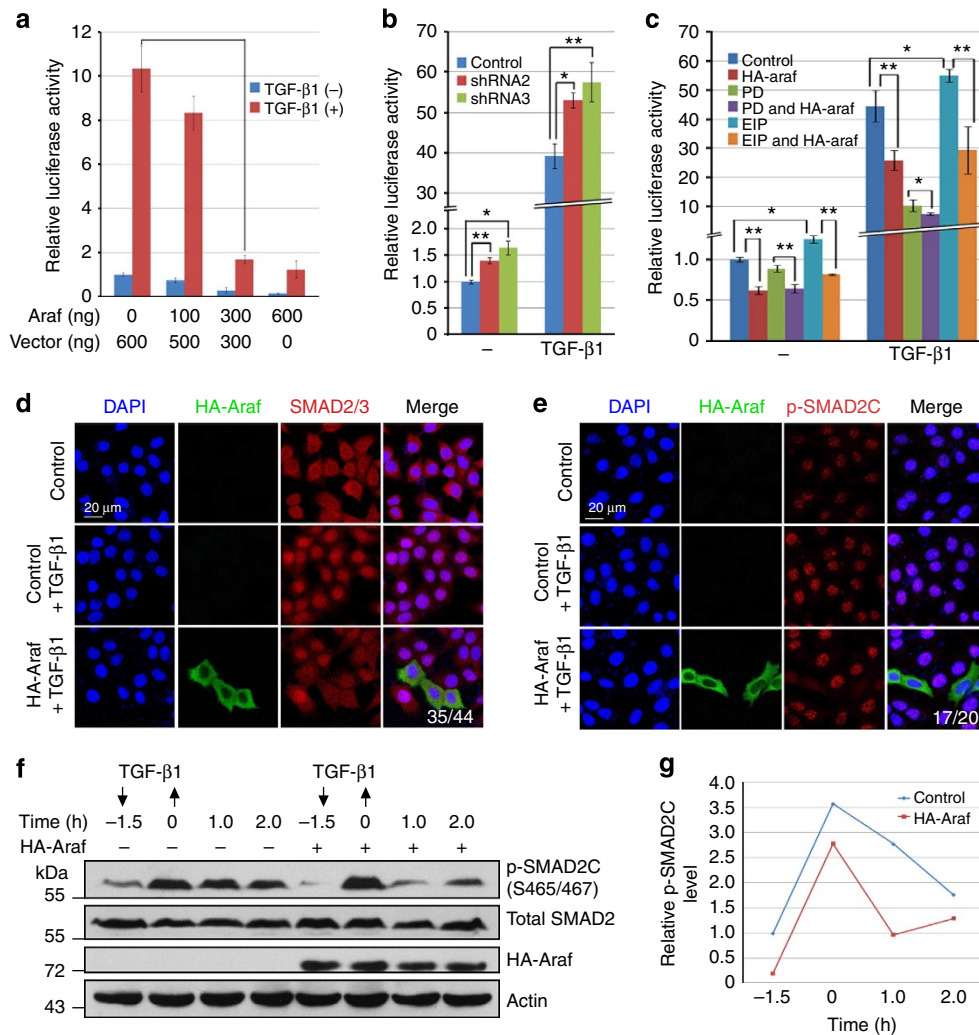 a
12
10
8
6
4
2
0
Relative luciferase activity
TGF-β1 (–)
TGF-β1 (+)
Araf (ng) 0 100 300 600
Vector (ng) 600 500 300 0
b
70
60
50
40
30
2.0
1.5
1.0
0.5
0
Relative luciferase activity
Control
shRNA2
shRNA3
**
*
*
**
– TGF-β1
c
70
60
50
40
30
20
10
1.0
0.5
0
Relative luciferase activity
Control
HA-araf
PD
PD and HA-araf
EIP
EIP and HA-araf
*
**
**
*
*
**
**
**
– TGF-β1
d
DAPI HA-Araf SMAD2/3 Merge
Control
20 μm
Control
+ TGF-β1
HA-Araf
+ TGF-β1
35/44
e
DAPI HA-Araf p-SMAD2C Merge
Control
20 μm
Control
+ TGF-β1
HA-Araf
+ TGF-β1
17/20
f
TGF-β1 TGF-β1
Time (h) –1.5 0 1.0 2.0 –1.5 0 1.0 2.0
HA-Araf – – – – + + + +
kDa
55
p-SMAD2C
(S465/467)
55
Total SMAD2
72
HA-Araf
43
Actin
g
4.0
3.5
3.0
2.5
2.0
1.5
1.0
0.5
0
Relative p-SMAD2C
level
Control
HA-Araf
–1.5 0 1.0 2.0
Time (h)